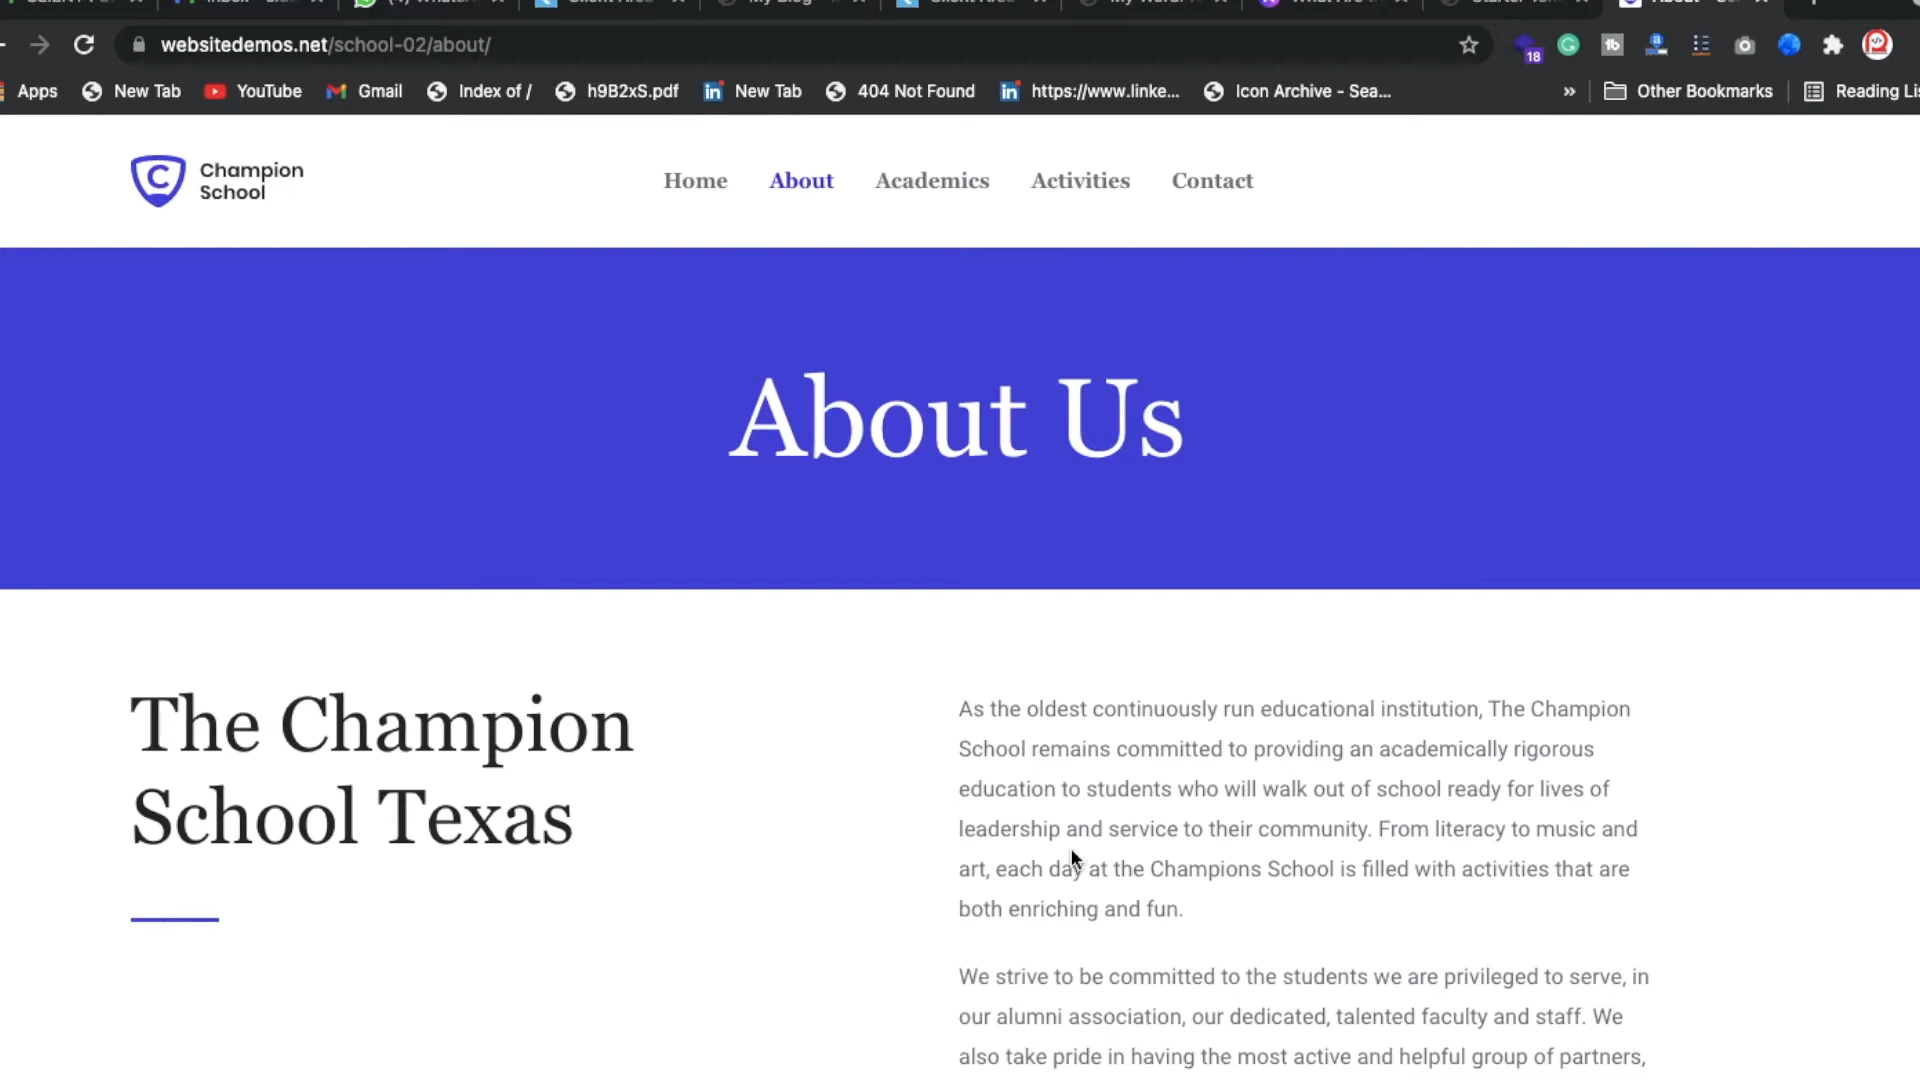 websitedemos.net/school-02/about/
18
Apps New Tab YouTube Gmail Index of / h9B2xS.pdf New Tab 404 Not Found https://www.linke... Icon Archive - Sea... » Other Bookmarks Reading Lis
Champion
School
Home About Academics Activities Contact
About Us
The Champion
School Texas
As the oldest continuously run educational institution, The Champion
School remains committed to providing an academically rigorous
education to students who will walk out of school ready for lives of
leadership and service to their community. From literacy to music and
art, each day at the Champions School is filled with activities that are
both enriching and fun.
We strive to be committed to the students we are privileged to serve, in
our alumni association, our dedicated, talented faculty and staff. We
also take pride in having the most active and helpful group of partners,